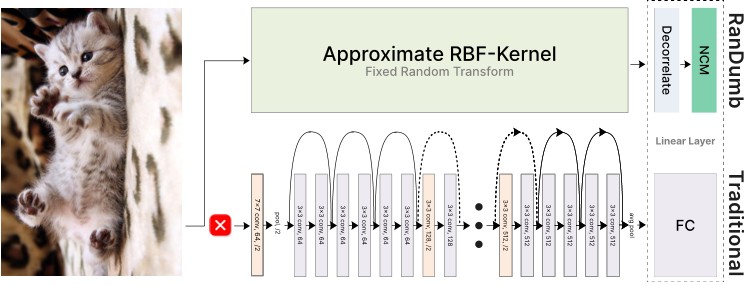 Approximate RBF-Kernel
Fixed Random Transform
Decorrelate
NCM
RanDumb
Linear Layer
7×7 conv, 64, /2
pool, /2
3×3 conv, 64
3×3 conv, 64
3×3 conv, 64
3×3 conv, 64
3×3 conv, 64
3×3 conv, 64
3×3 conv, 128, /2
3×3 conv, 128
3×3 conv, 512, /2
3×3 conv, 512
3×3 conv, 512
3×3 conv, 512
3×3 conv, 512
3×3 conv, 512
avg pool
FC
Traditional